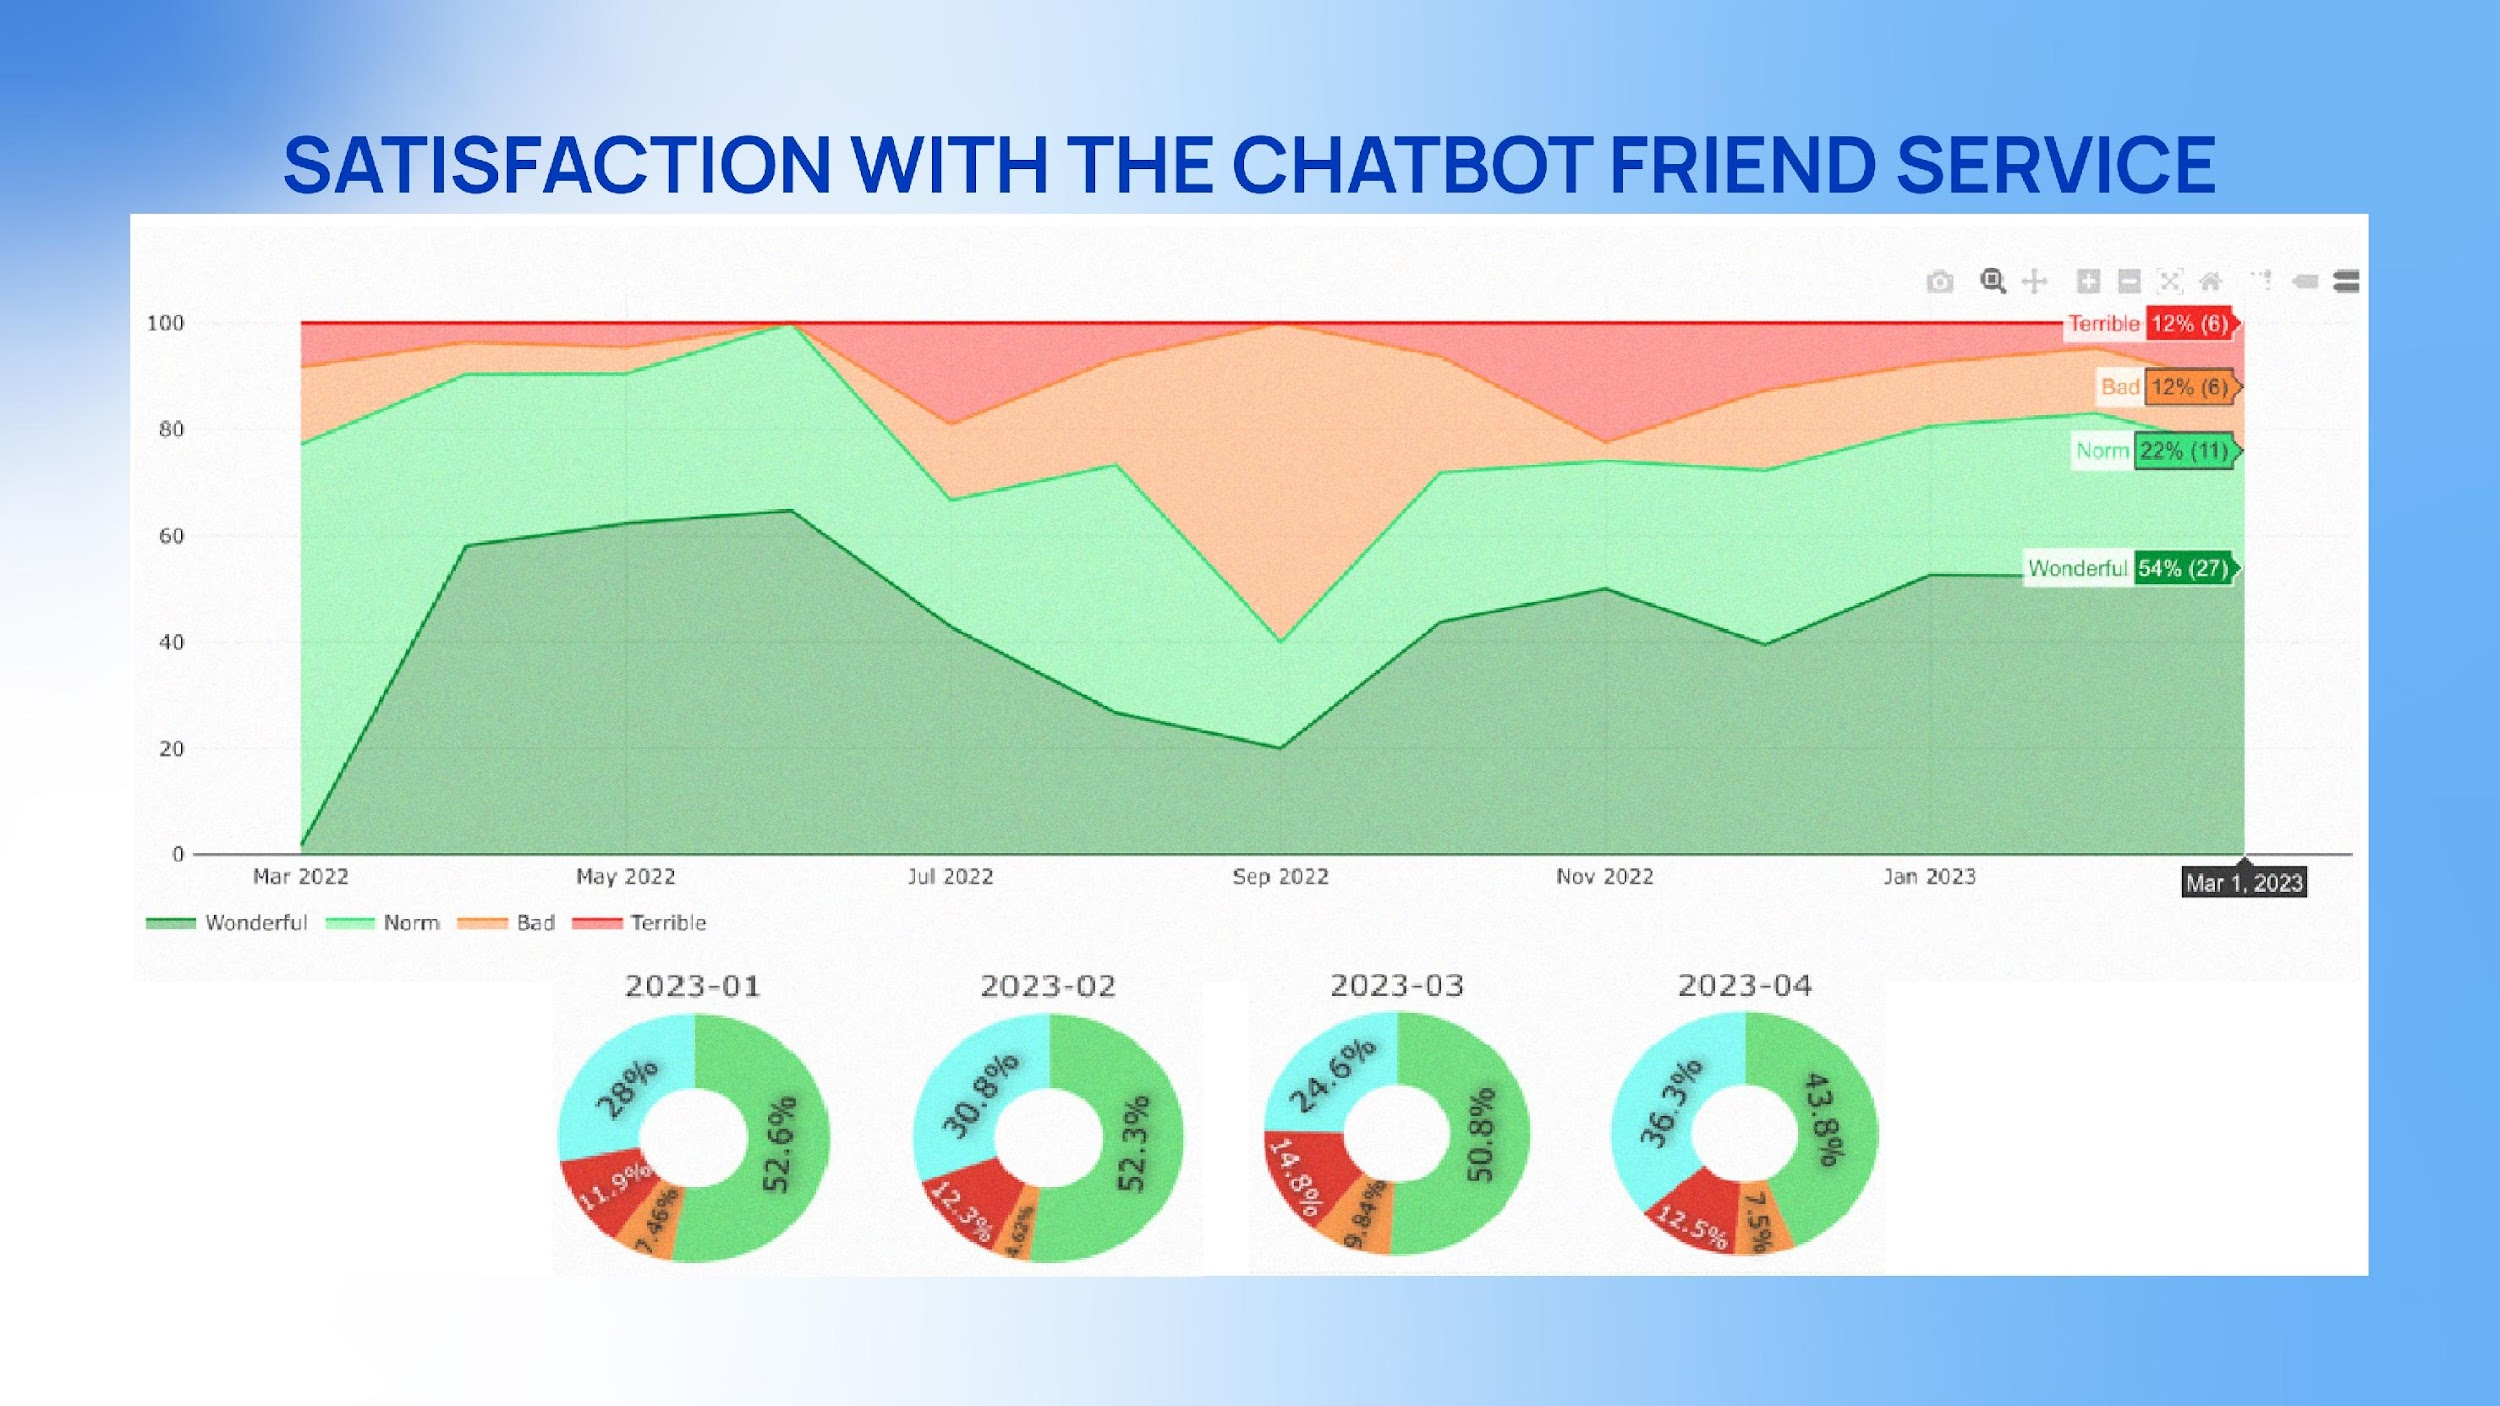 SATISFACTION WITH THE CHATBOT FRIEND SERVICE
100
80
60
40
20
0
Terrible 12% (6)
Bad 12% (6)
Norm 22% (11)
Wonderful 54% (27)
Mar 2022 May 2022 Jul 2022 Sep 2022 Nov 2022 Jan 2023 Mar 1, 2023
Wonderful Norm Bad Terrible
2023-01 2023-02 2023-03 2023-04
28% 52.6% 11.9% 7.46%
30.8% 52.3% 12.3% 4.62%
24.6% 50.8% 14.8% 9.84%
36.3% 43.8% 12.5% 7.5%